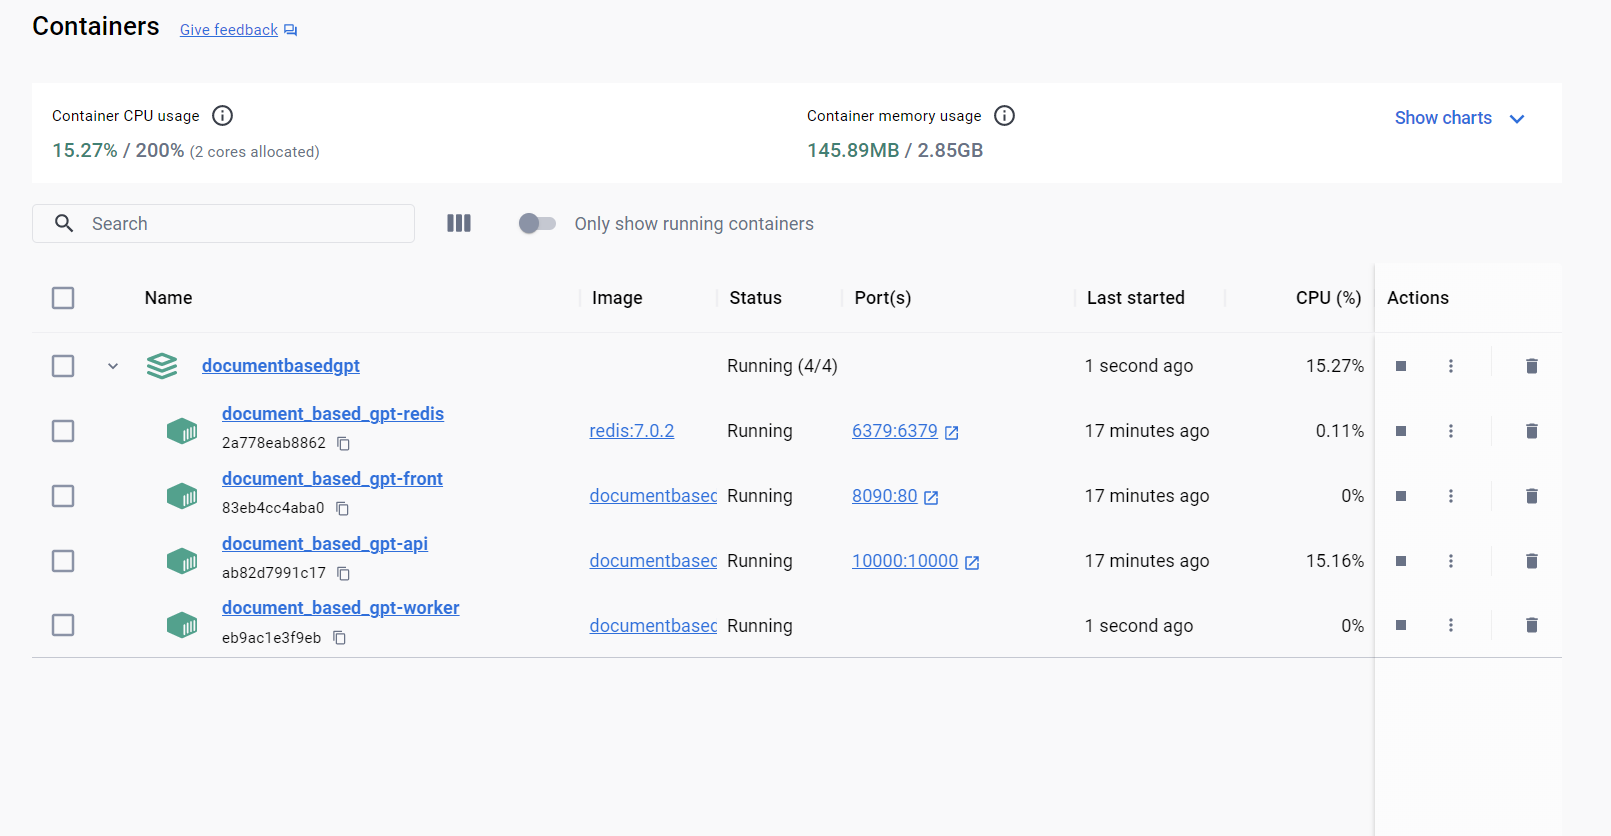 Containers Give feedback
Container CPU usage
15.27% / 200% (2 cores allocated)
Container memory usage
145.89MB / 2.85GB
Show charts
Search
Only show running containers
Name Image Status Port(s) Last started CPU (%) Actions
documentbasedgpt Running (4/4) 1 second ago 15.27%
document_based_gpt-redis
2a778eab8862
redis:7.0.2 Running 6379:6379 17 minutes ago 0.11%
document_based_gpt-front
83eb4cc4aba0
documentbased Running 8090:80 17 minutes ago 0%
document_based_gpt-api
ab82d7991c17
documentbased Running 10000:10000 17 minutes ago 15.16%
document_based_gpt-worker
eb9ac1e3f9eb
documentbased Running 1 second ago 0%